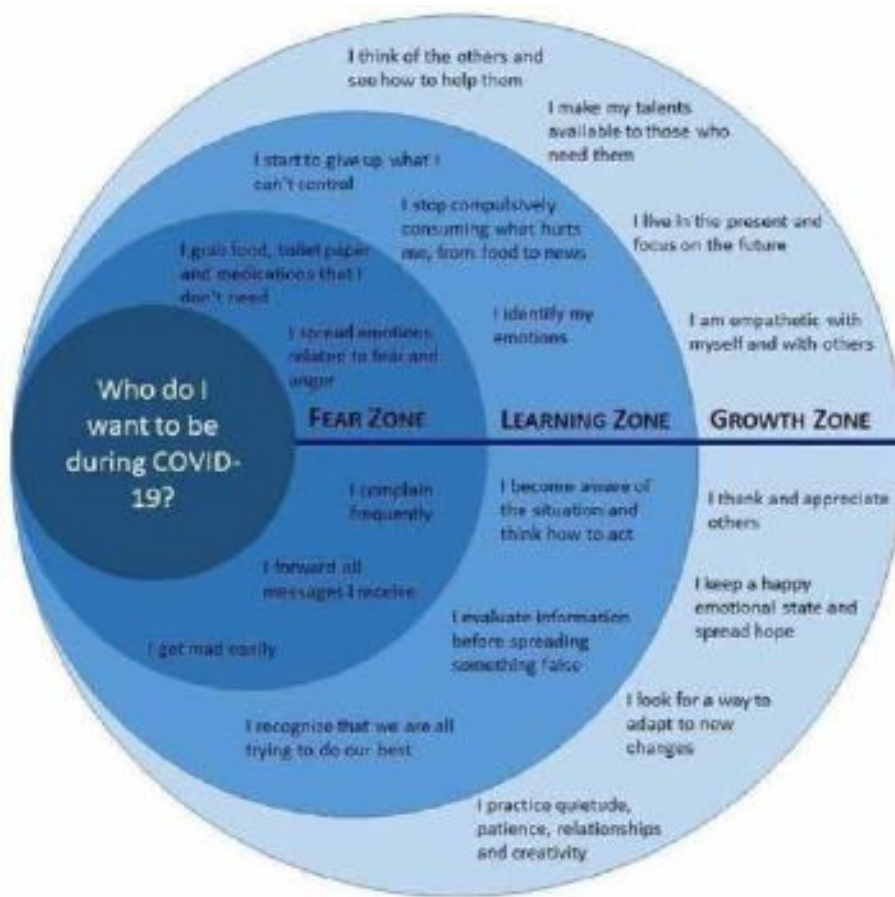 I think of the others and
see how to help them
I make my talents
available to those who
need them
I start to give up what I
can't control
I stop compulsively
consuming what hurts
me, from food to news
I live in the present and
focus on the future
I grab food, toilet paper
and medications that I
don't need
I identify my
emotions
I am empathetic with
myself and with others
I spread emotions
related to fear and
anger
Who do I
want to be
during COVID-
19?
FEAR ZONE
LEARNING ZONE
GROWTH ZONE
I complain
frequently
I become aware of
the situation and
think how to act
I thank and appreciate
others
I forward all
messages I receive
I keep a happy
emotional state and
spread hope
I evaluate information
before spreading
something false
I get mad easily
I look for a way to
adapt to new
changes
I recognize that we are all
trying to do our best
I practice quietude,
patience, relationships
and creativity